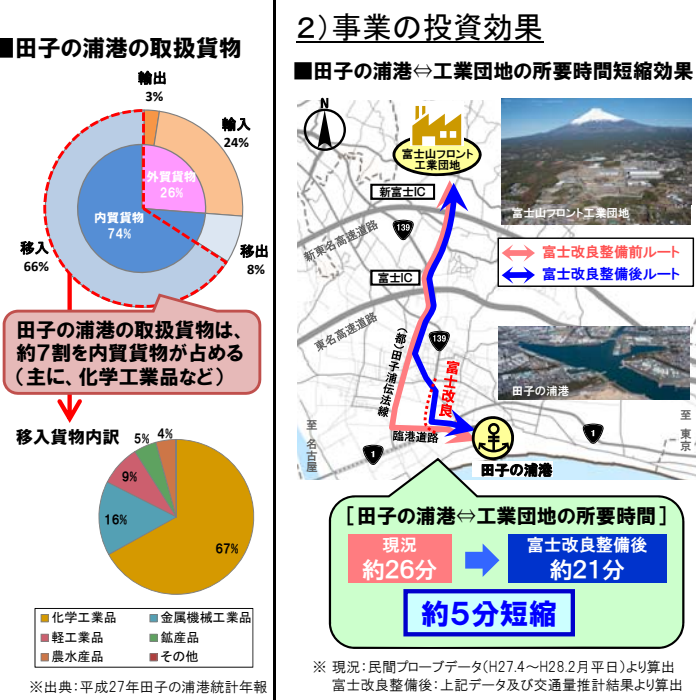 ■田子の浦港の取扱貨物
輸出
3%
輸入
24%
外貿貨物
26%
内貿貨物
74%
移入
66%
移出
8%
田子の浦港の取扱貨物は、
約7割を内貿貨物が占める
(主に、化学工業品など)
移入貨物内訳
4%
5%
9%
16%
67%
化学工業品
金属機械工業品
軽工業品
鉱産品
農水産品
その他
※出典:平成27年田子の浦港統計年報
2)事業の投資効果
■田子の浦港⇔工業団地の所要時間短縮効果
N
富士山フロント
工業団地
新富士IC
富士山フロント工業団地
139
新東名高速道路
富士改良整備前ルート
富士改良整備後ルート
富士IC
東名高速道路
139
(都)田子浦伝法線
富士改良
田子の浦港
臨港道路
至 名古屋
至 東京
1
1
田子の浦港
[田子の浦港⇔工業団地の所要時間]
現況
約26分
富士改良整備後
約21分
約5分短縮
※ 現況:民間プローブデータ(H27.4~H28.2月平日)より算出
富士改良整備後:上記データ及び交通量推計結果より算出